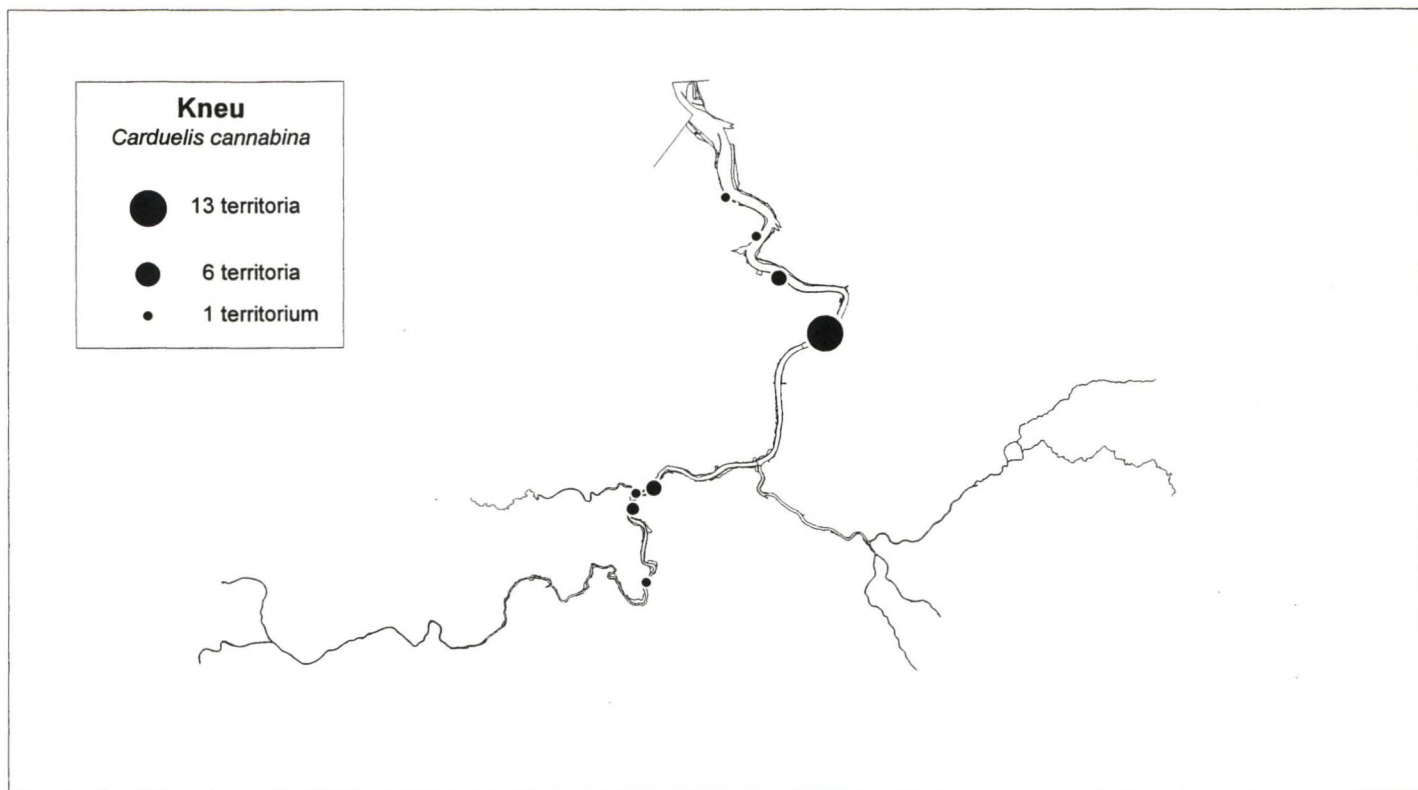 Kneu
Carduelis cannabina
13 territoria
6 territoria
1 territorium